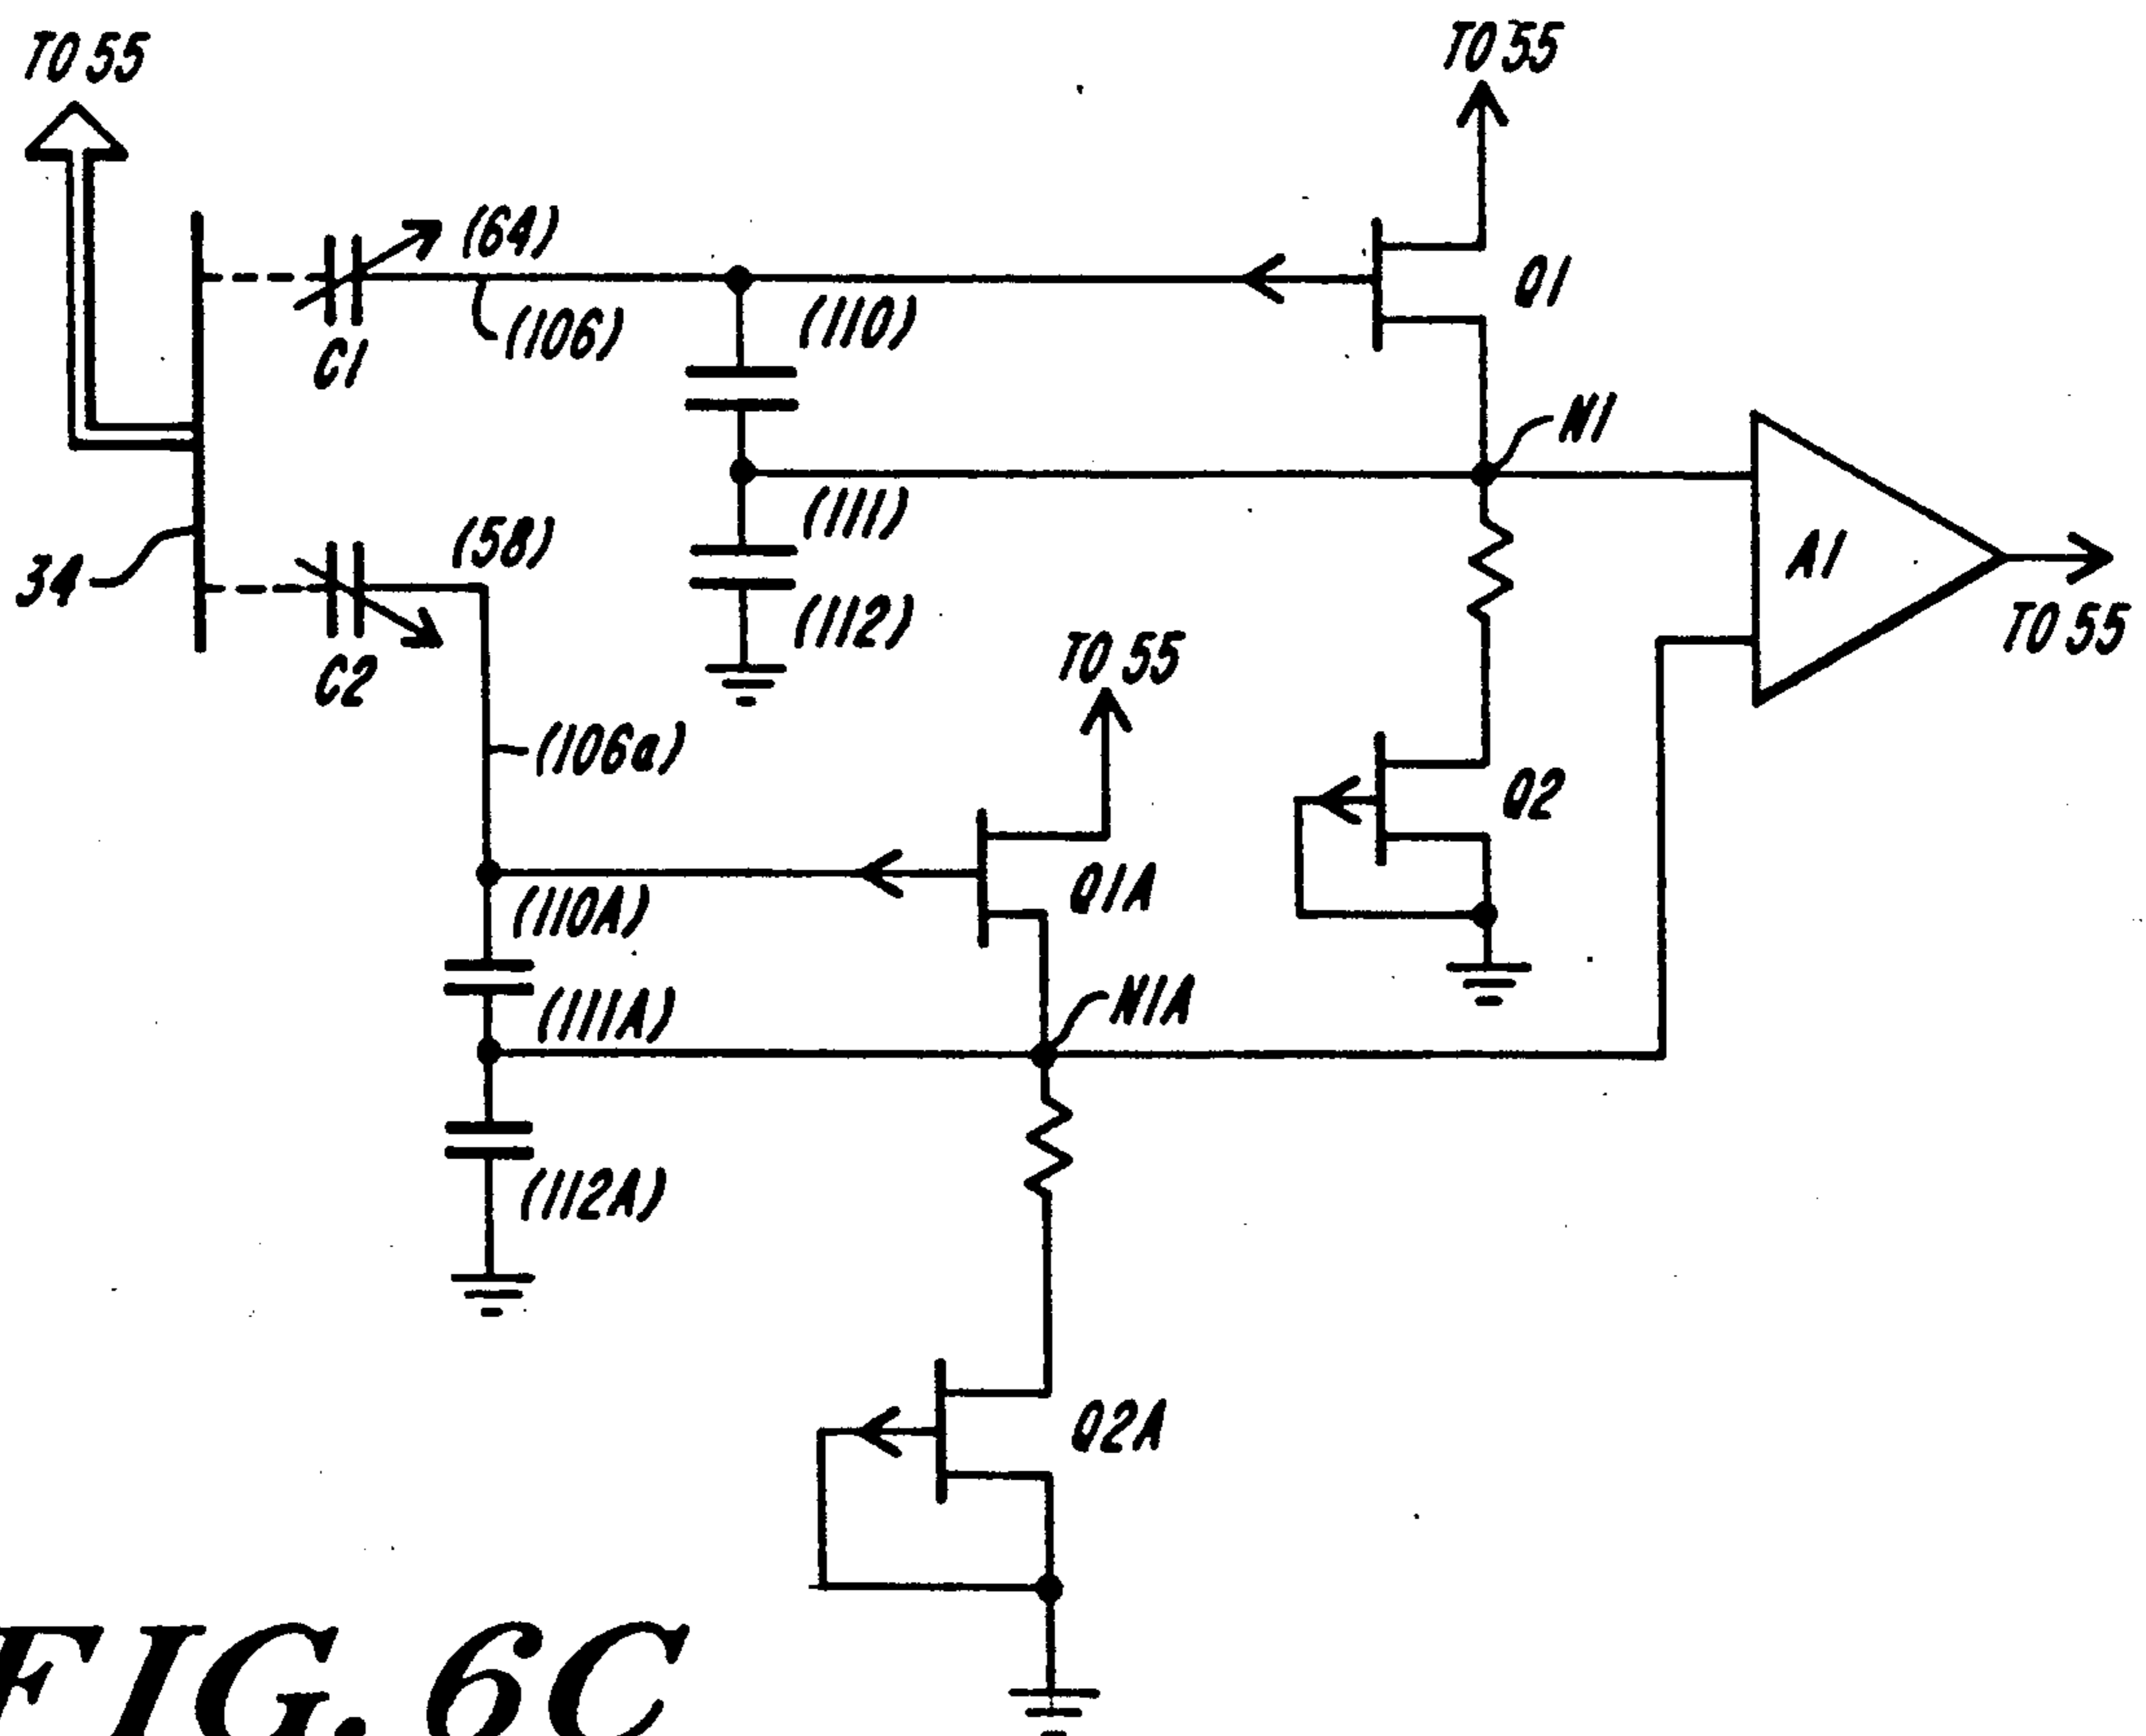 TO 55
TO 55
(64)
(106)
C1
(110)
Q1
N1
(111)
(58)
34
A1
(112)
C2
TO 55
TO 55
(106a)
Q2
Q1A
(110A)
(111A)
N1A
(112A)
Q2A
FIG. 6C